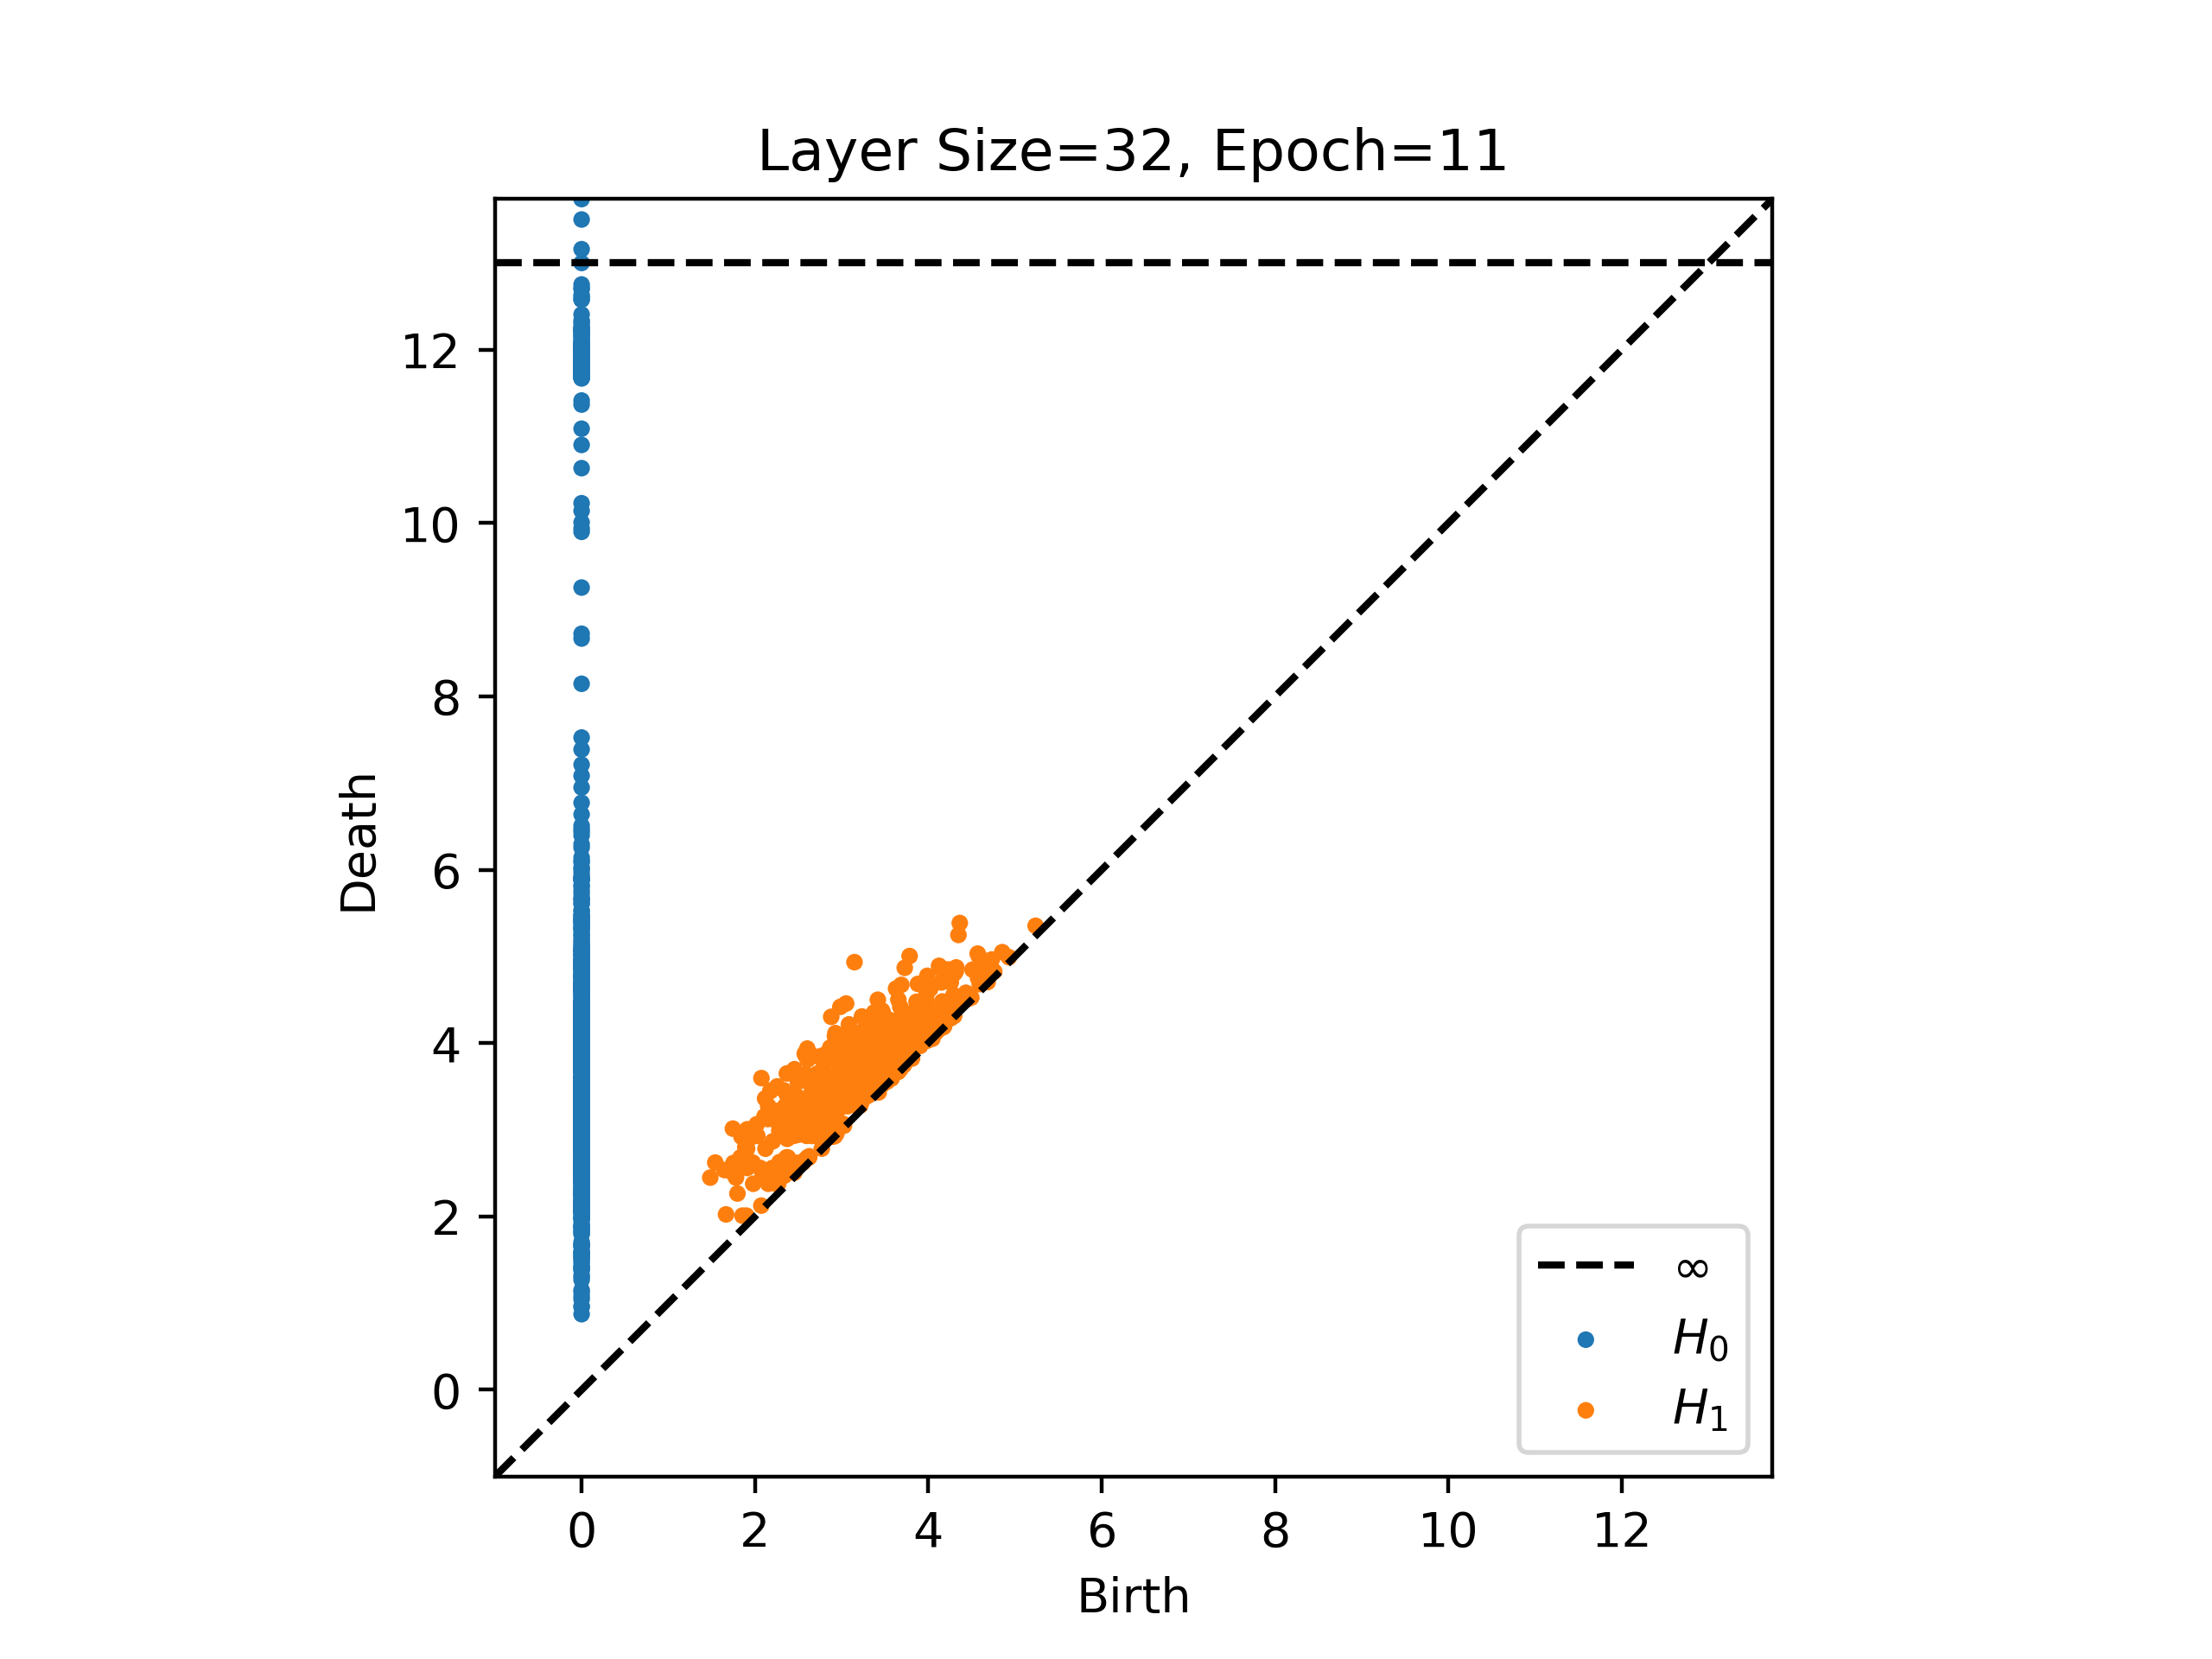 Layer Size=32, Epoch=11
12
10
8
6
4
2
0
Death
∞
H₀
H₁
0 2 4 6 8 10 12
Birth